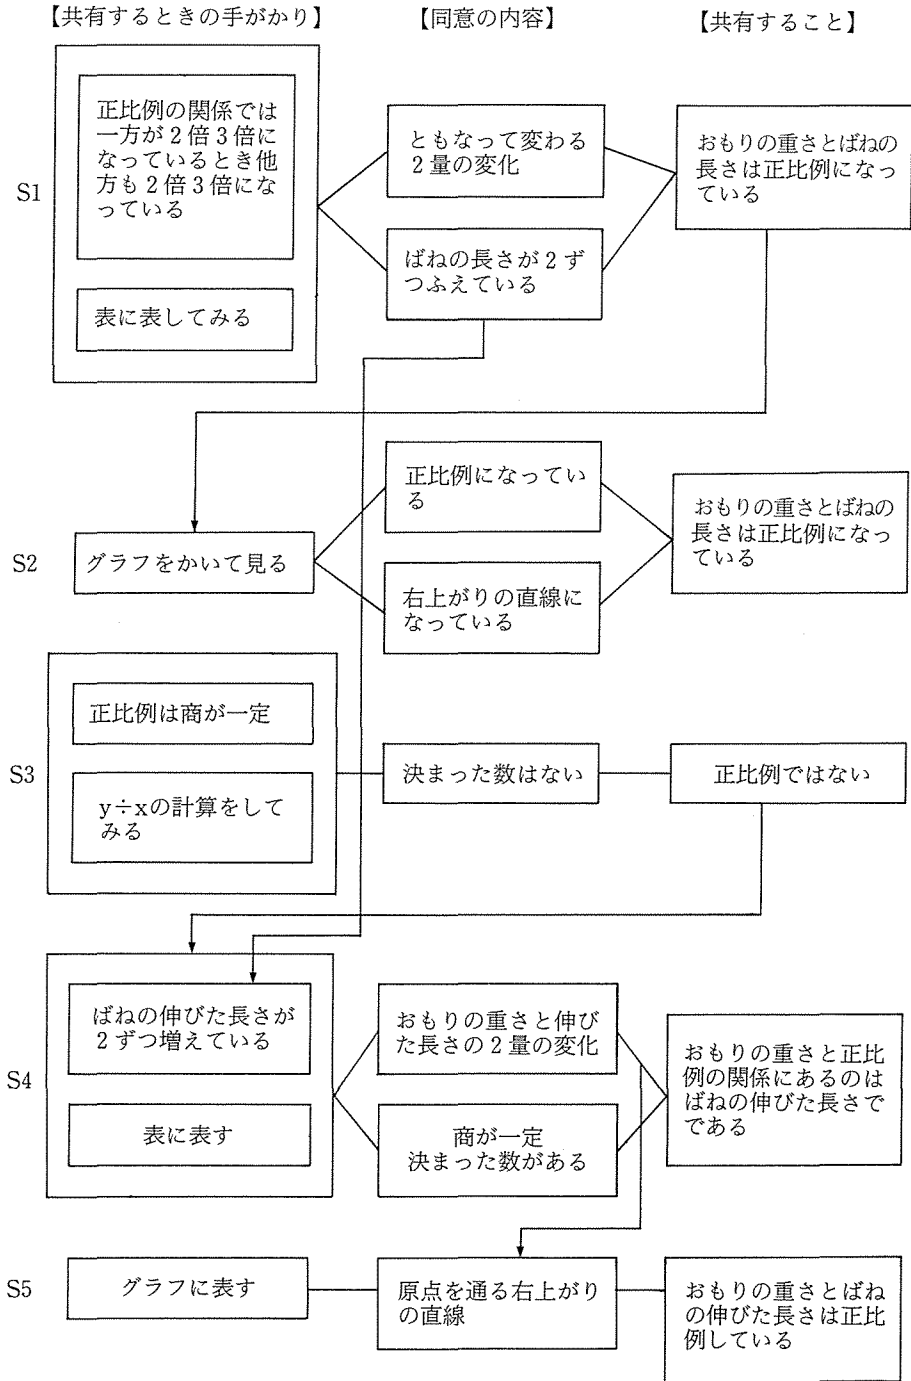 【共有するときの手がかり】
【同意の内容】
【共有すること】
S1
正比例の関係では
一方が2倍3倍に
なっているとき他
方も2倍3倍にな
っている
表に表してみる
ともなって変わる
2量の変化
ばねの長さが2ず
つふえている
おもりの重さとばねの
長さは正比例になっ
ている
S2
グラフをかいて見る
正比例になってい
る
右上がりの直線に
なっている
おもりの重さとばねの
長さは正比例になっ
ている
S3
正比例は商が一定
y÷xの計算をして
みる
決まった数はない
正比例ではない
S4
ばねの伸びた長さが
2ずつ増えている
表に表す
おもりの重さと伸び
た長さの2量の変化
商が一定
決まった数がある
おもりの重さと正比
例の関係にあるのは
ばねの伸びた長さで
である
S5
グラフに表す
原点を通る右上がり
の直線
おもりの重さとばね
の伸びた長さは正比
例している